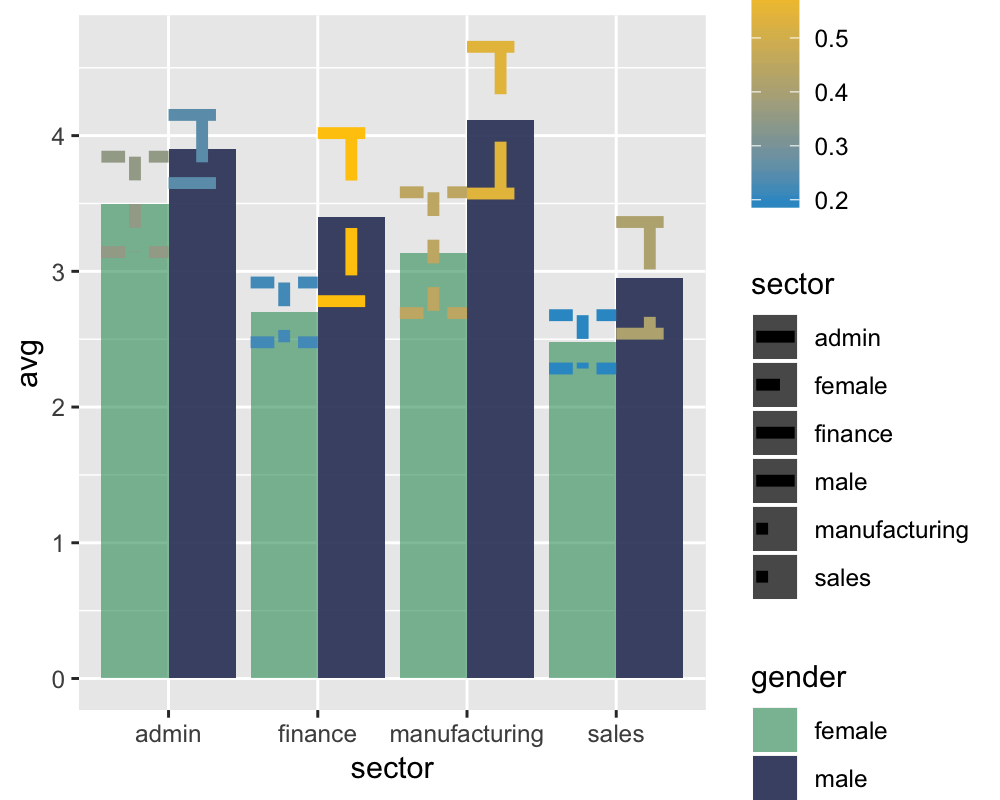 avg
4
3
2
1
0
admin
finance
manufacturing
sales
sector
0.5
0.4
0.3
0.2
sector
admin
female
finance
male
manufacturing
sales
gender
female
male